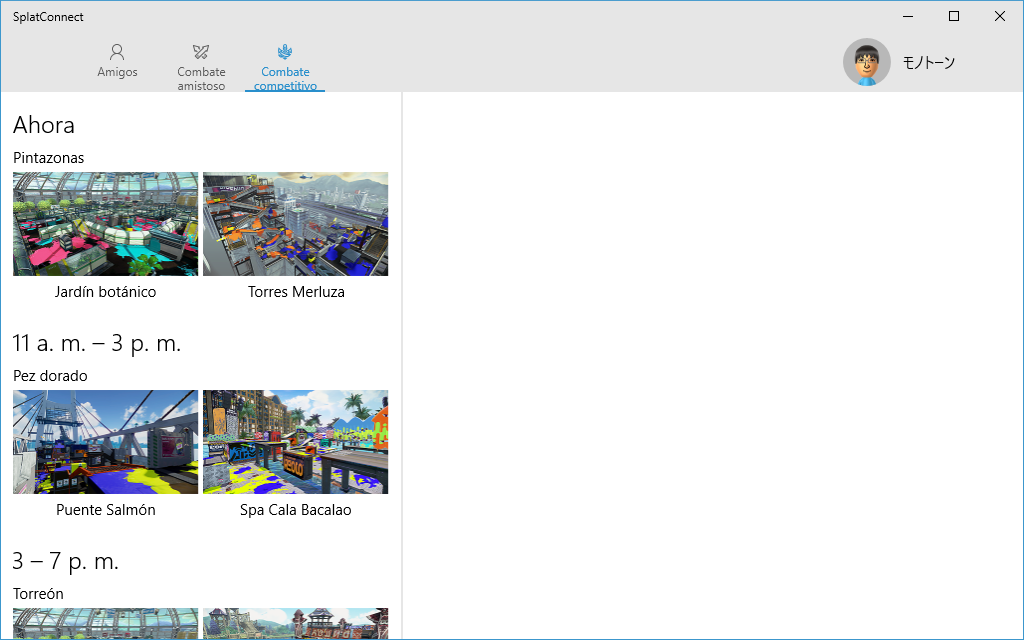 SplatConnect
Amigos
Combate
amistoso
Combate
competitivo
モノトーン
Ahora
Pintazonas
Jardín botánico
Torres Merluza
11 a. m. – 3 p. m.
Pez dorado
Puente Salmón
Spa Cala Bacalao
3 – 7 p. m.
Torreón